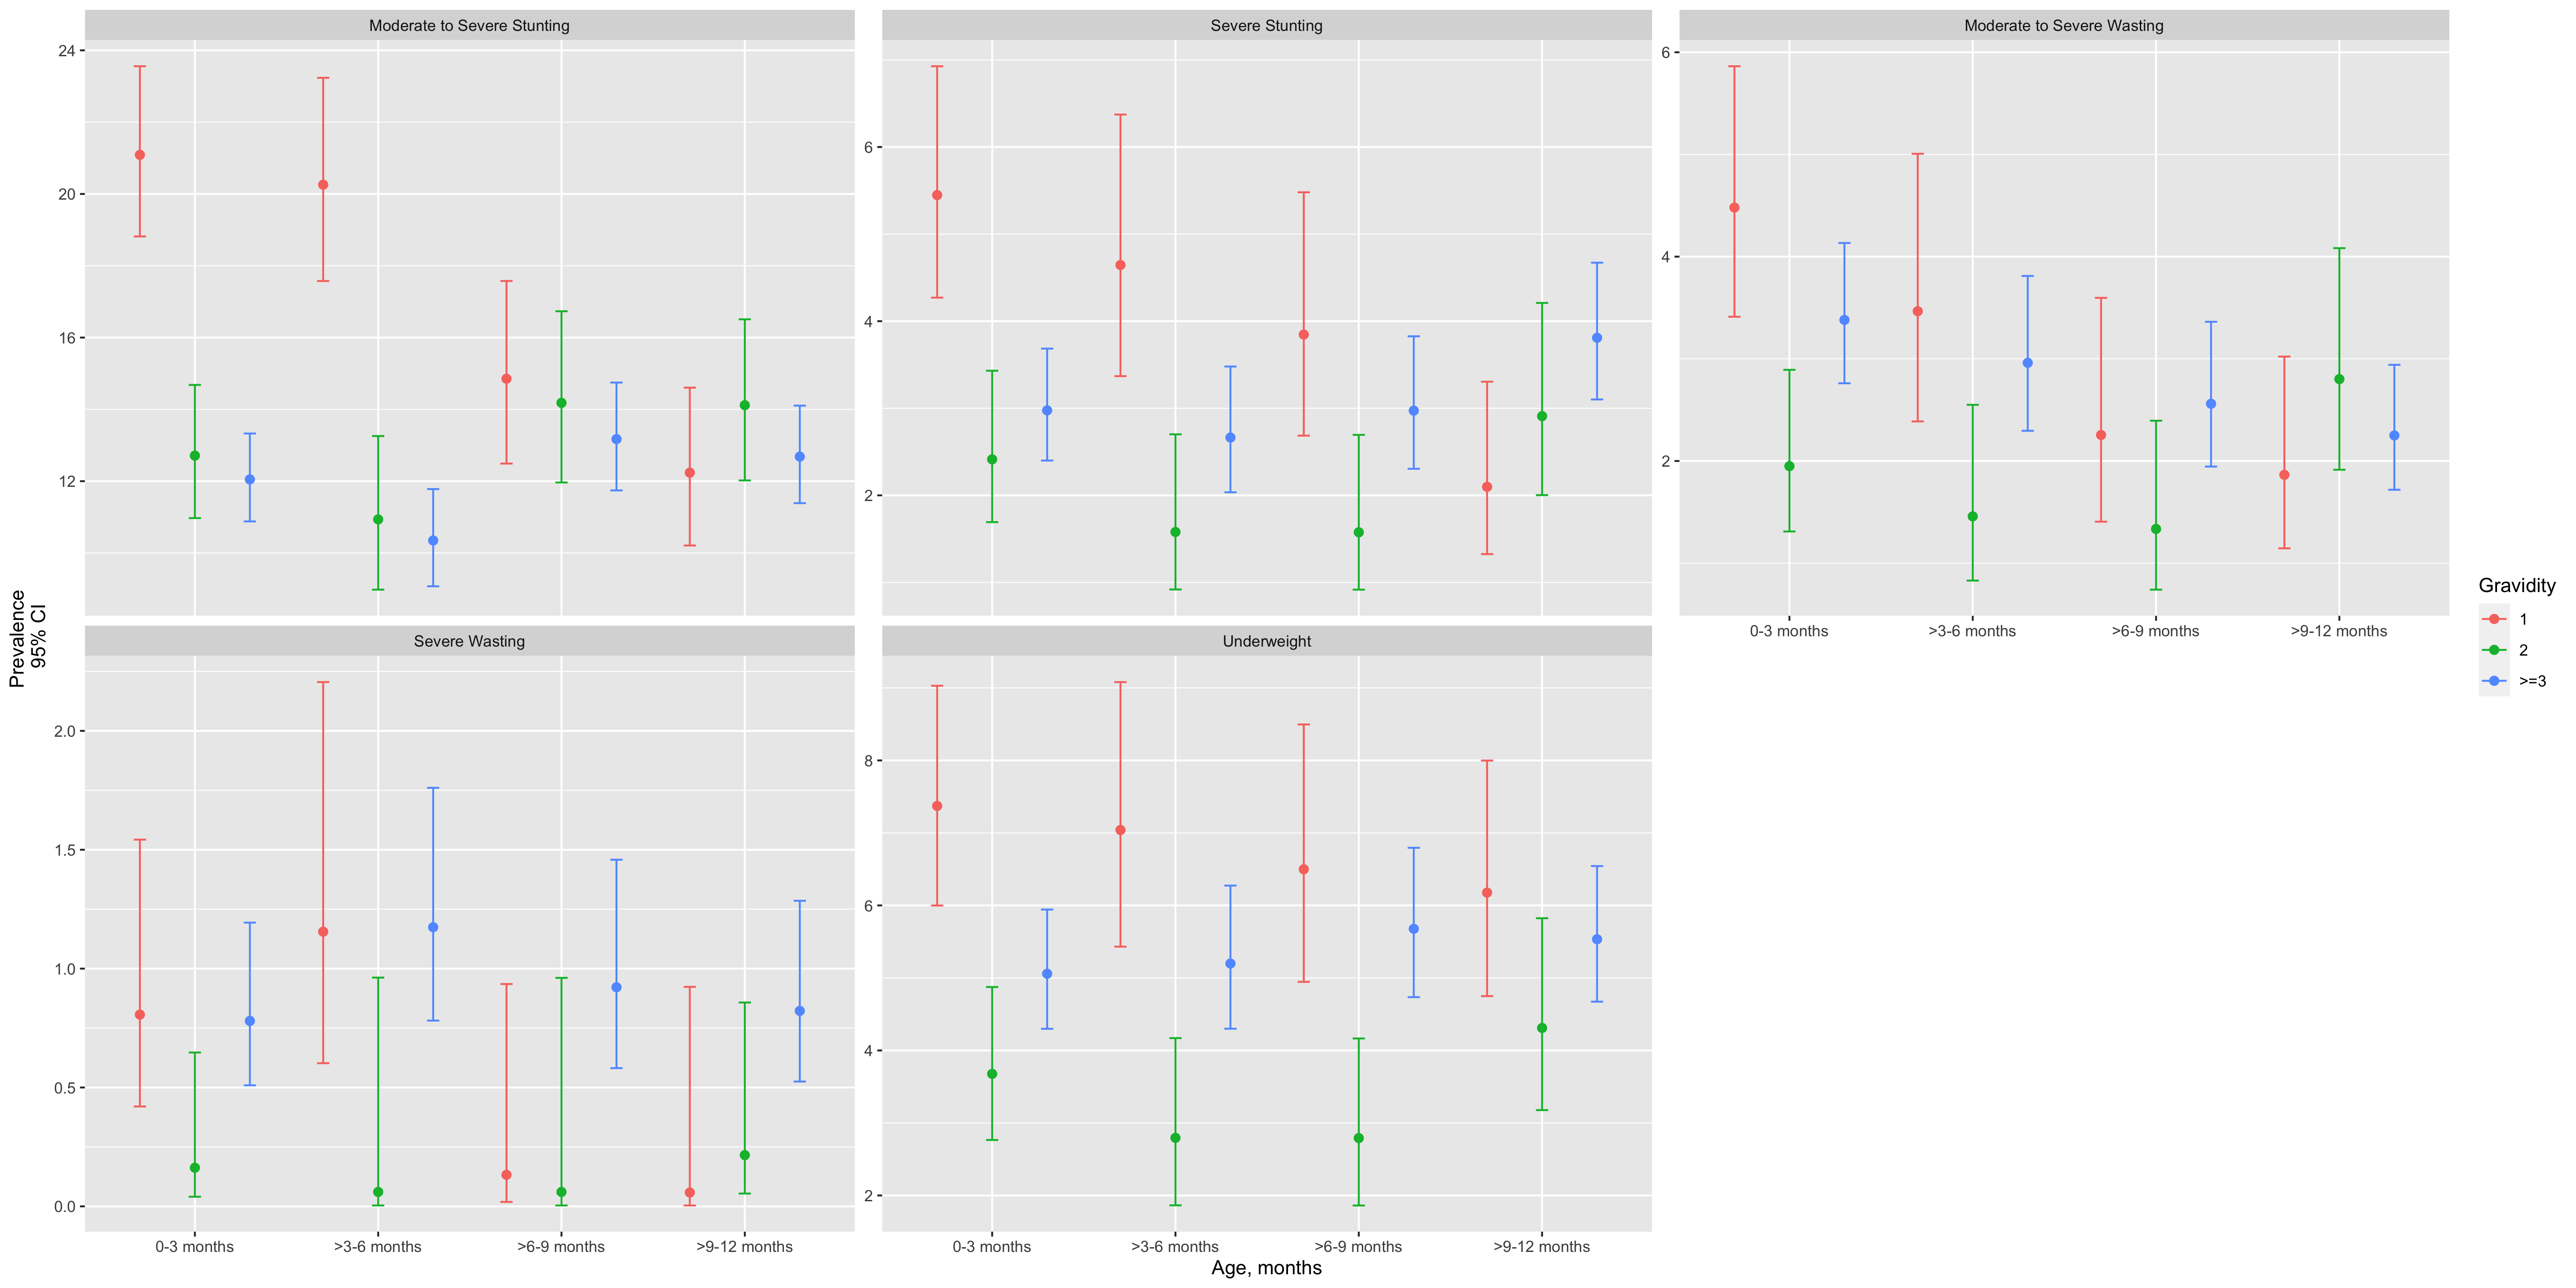 Moderate to Severe Stunting
Severe Stunting
Moderate to Severe Wasting
24
20
16
12
6
4
2
6
4
2
0-3 months
>3-6 months
>6-9 months
>9-12 months
Prevalence
95% CI
Severe Wasting
Underweight
2.0
1.5
1.0
0.5
0.0
8
6
4
2
0-3 months
>3-6 months
>6-9 months
>9-12 months
0-3 months
>3-6 months
>6-9 months
>9-12 months
Age, months
Gravidity
1
2
>=3